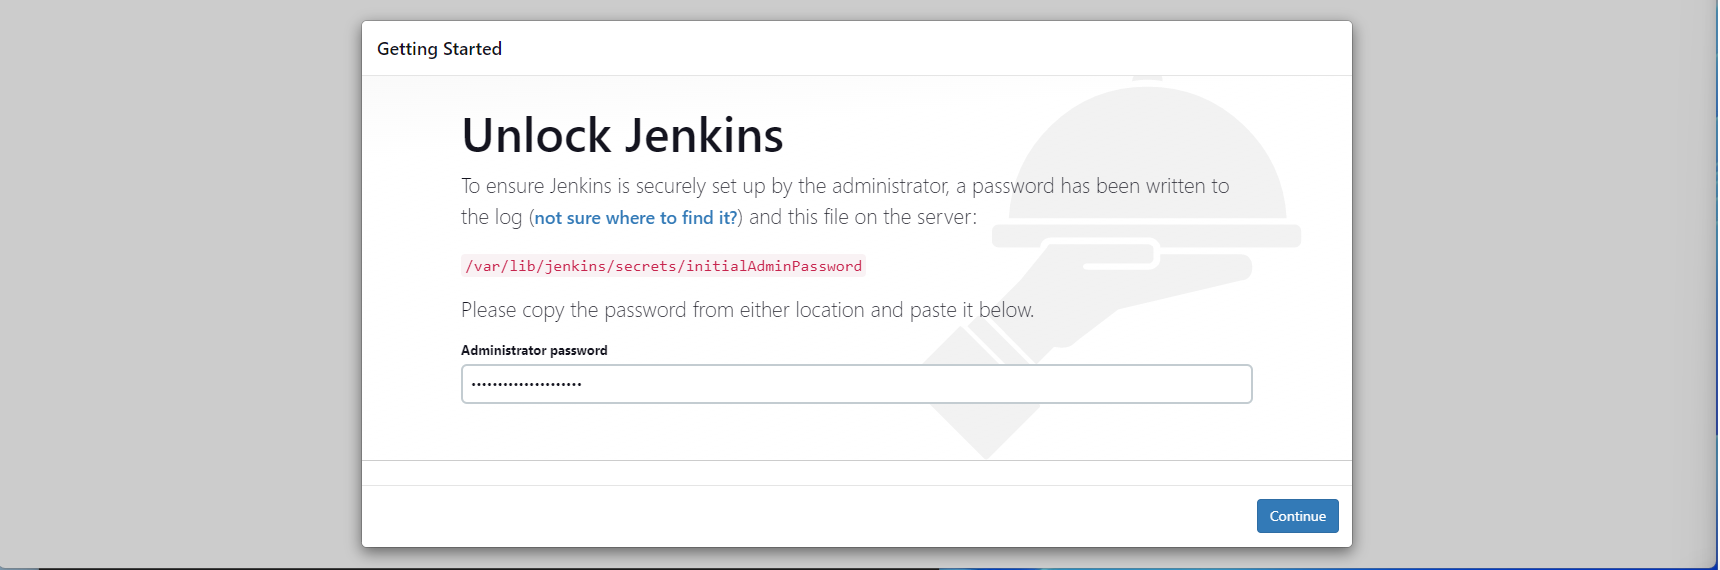 Getting Started
Unlock Jenkins
To ensure Jenkins is securely set up by the administrator, a password has been written to
the log (not sure where to find it?) and this file on the server:
/var/lib/jenkins/secrets/initialAdminPassword
Please copy the password from either location and paste it below.
Administrator password
•••••••••••••••••••••
Continue